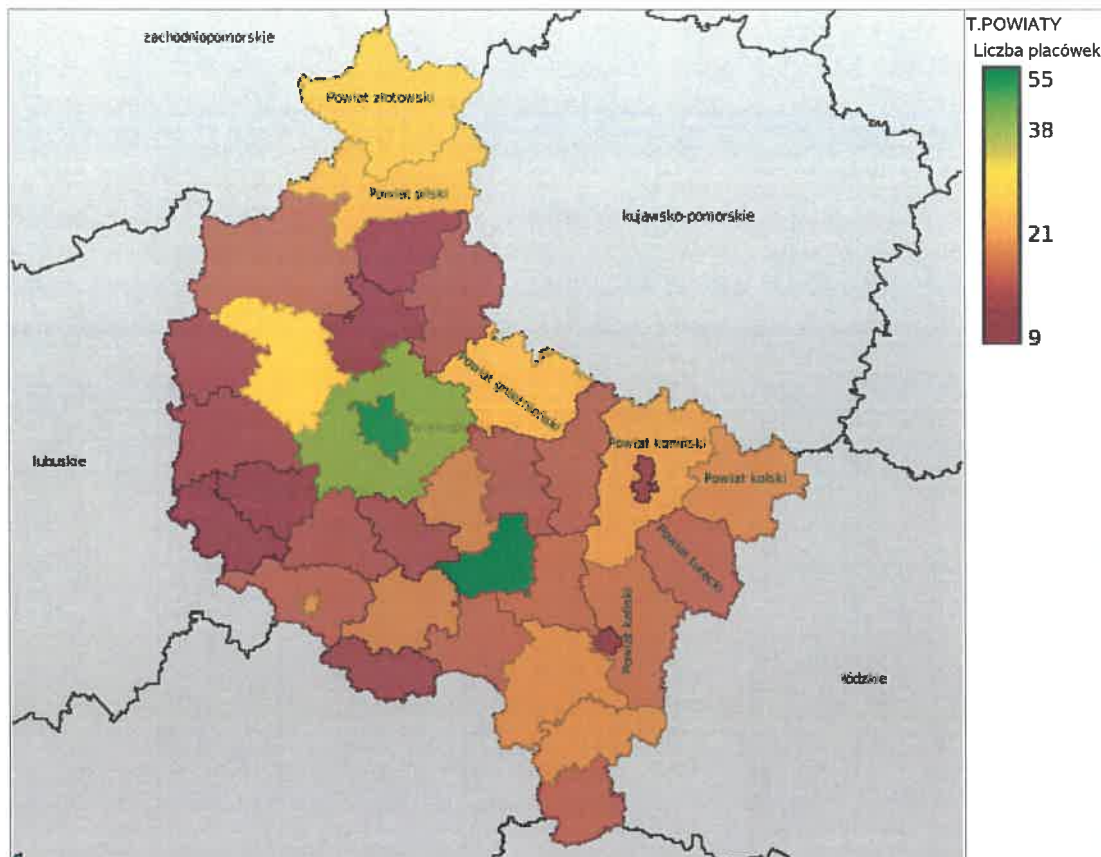 zachodniopomorskie
T.POWIATY
Liczba placówek
55
38
21
9
Powiat złotowski
Powiat pilski
kujawsko-pomorskie
Powiat gnieźnieński
Powiat koniński
Powiat kolski
lubuskie
Powiat turecki
Powiat kaliski
łódzkie